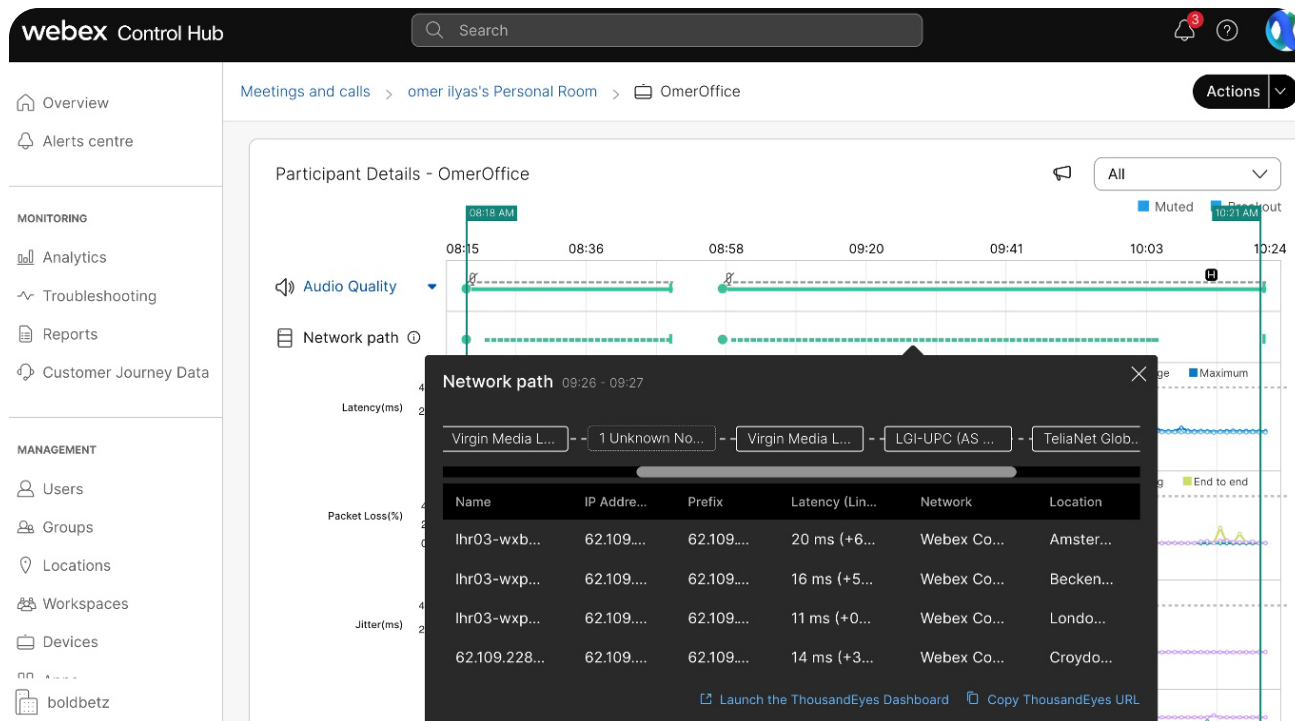 webex Control Hub
Search
3
Overview
Alerts centre
MONITORING
Analytics
Troubleshooting
Reports
Customer Journey Data
MANAGEMENT
Users
Groups
Locations
Workspaces
Devices
boldbetz
Meetings and calls > omer ilyas's Personal Room > OmerOffice
Actions
Participant Details - OmerOffice
All
Muted
08:18 AM
10:21 AM
08:15 08:36 08:58 09:20 09:41 10:03 10:24
Audio Quality
H
Network path
Maximum
Latency(ms)
4
2
End to end
Packet Loss(%)
Jitter(ms)
4
2
Network path 09:26 - 09:27
Virgin Media L... 1 Unknown No... Virgin Media L... LGI-UPC (AS ... TeliaNet Glob..
Name IP Addre... Prefix Latency (Lin... Network Location
lhr03-wxb... 62.109.... 62.109.... 20 ms (+6... Webex Co... Amster...
lhr03-wxp... 62.109.... 62.109.... 16 ms (+5... Webex Co... Becken...
lhr03-wxp... 62.109.... 62.109.... 11 ms (+0... Webex Co... Londo...
62.109.228... 62.109.... 62.109.... 14 ms (+3... Webex Co... Croydo...
Launch the ThousandEyes Dashboard Copy ThousandEyes URL